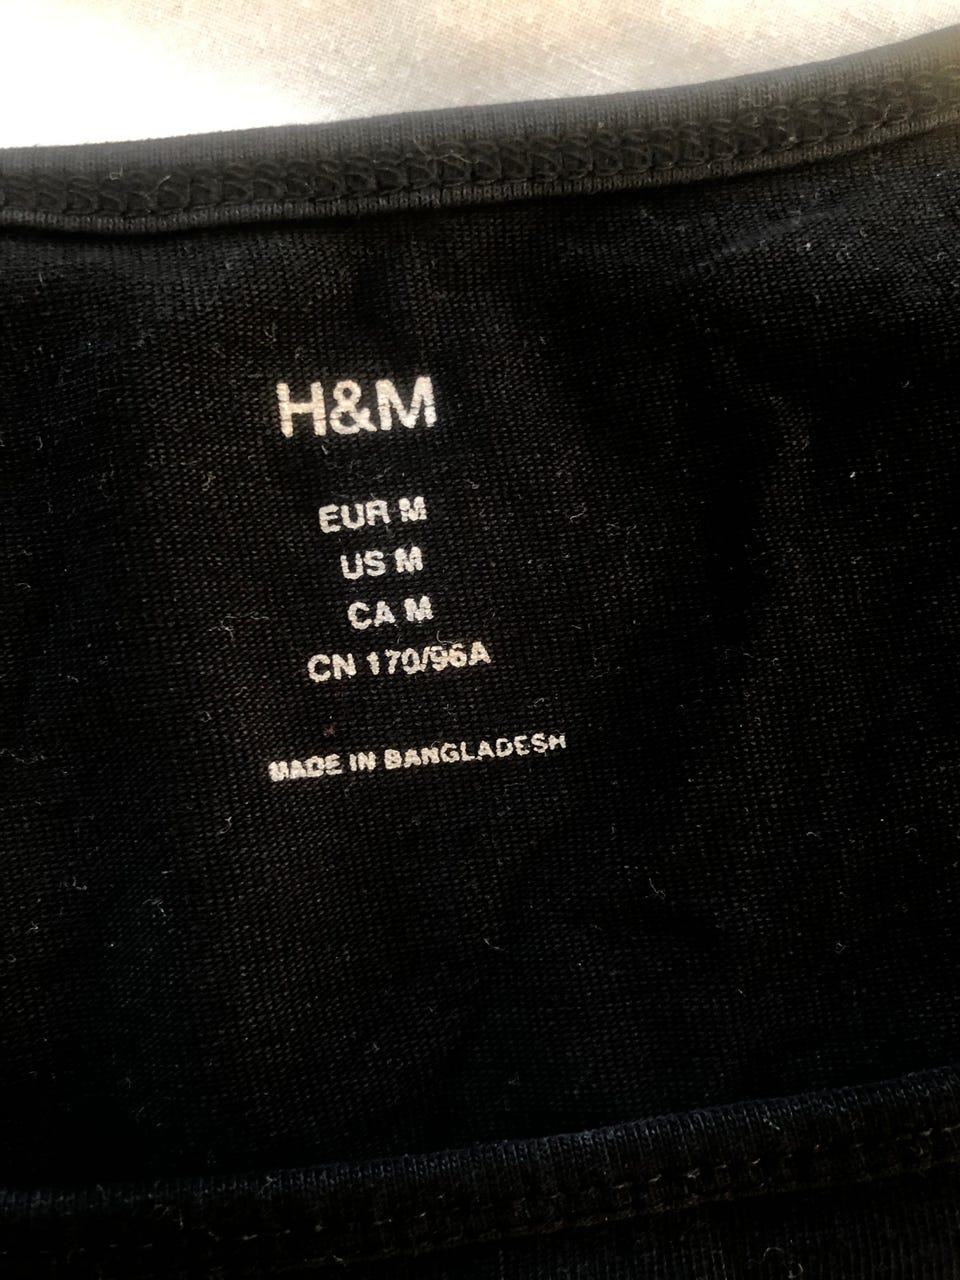 H&M
EUR M
US M
CA M
CN 170/96A
MADE IN BANGLADESH